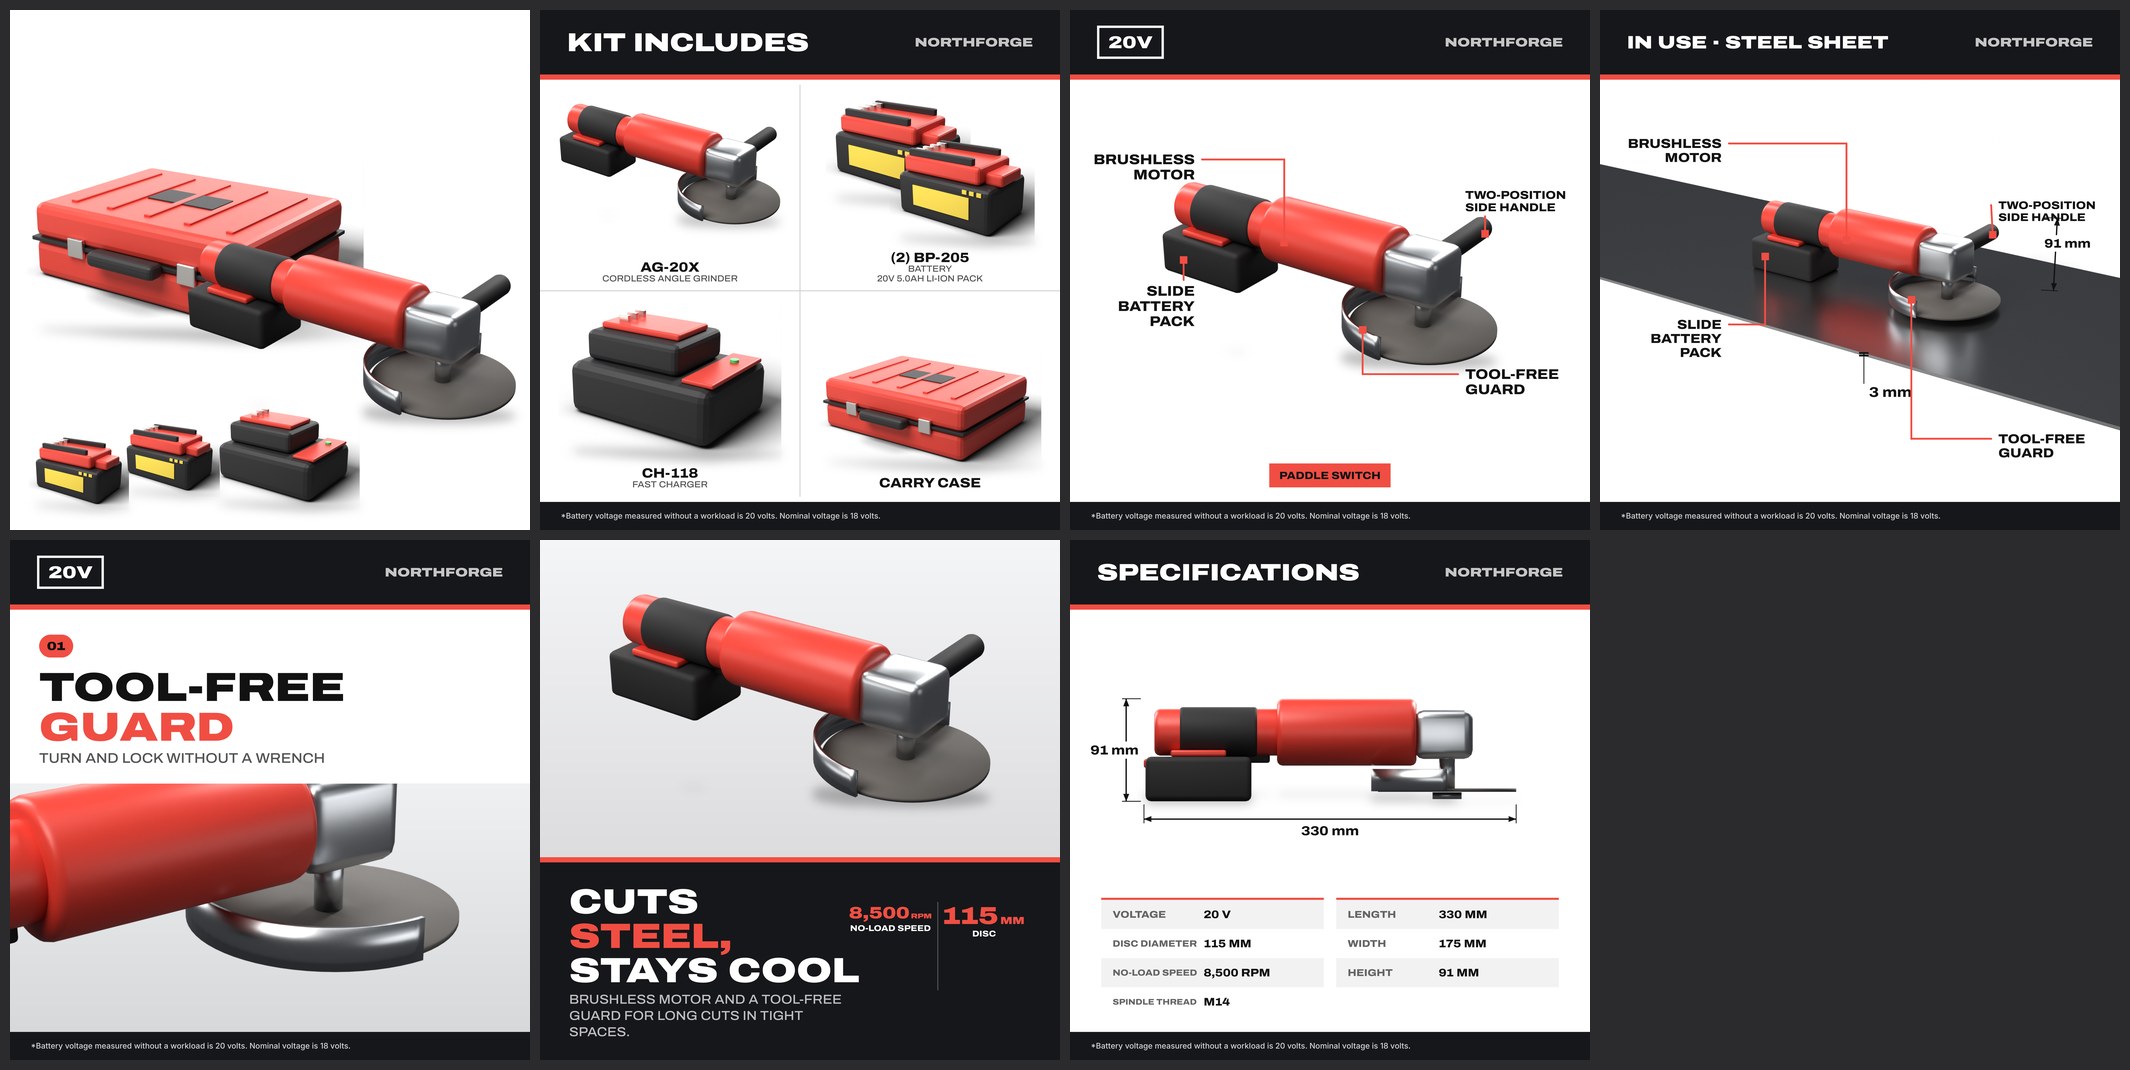 KIT INCLUDES
NORTHFORGE
AG-20X
CORDLESS ANGLE GRINDER
(2) BP-205
BATTERY
20V 5.0AH LI-ION PACK
CH-118
FAST CHARGER
CARRY CASE
*Battery voltage measured without a workload is 20 volts. Nominal voltage is 18 volts.
20V
NORTHFORGE
BRUSHLESS
MOTOR
TWO-POSITION
SIDE HANDLE
SLIDE
BATTERY
PACK
TOOL-FREE
GUARD
PADDLE SWITCH
*Battery voltage measured without a workload is 20 volts. Nominal voltage is 18 volts.
IN USE · STEEL SHEET
NORTHFORGE
BRUSHLESS
MOTOR
TWO-POSITION
SIDE HANDLE
91 mm
SLIDE
BATTERY
PACK
3 mm
TOOL-FREE
GUARD
*Battery voltage measured without a workload is 20 volts. Nominal voltage is 18 volts.
20V
NORTHFORGE
01
TOOL-FREE
GUARD
TURN AND LOCK WITHOUT A WRENCH
*Battery voltage measured without a workload is 20 volts. Nominal voltage is 18 volts.
CUTS
STEEL,
STAYS COOL
BRUSHLESS MOTOR AND A TOOL-FREE
GUARD FOR LONG CUTS IN TIGHT
SPACES.
8,500 RPM
NO-LOAD SPEED
115 MM
DISC
SPECIFICATIONS
NORTHFORGE
91 mm
330 mm
VOLTAGE 20 V
DISC DIAMETER 115 MM
NO-LOAD SPEED 8,500 RPM
SPINDLE THREAD M14
LENGTH 330 MM
WIDTH 175 MM
HEIGHT 91 MM
*Battery voltage measured without a workload is 20 volts. Nominal voltage is 18 volts.